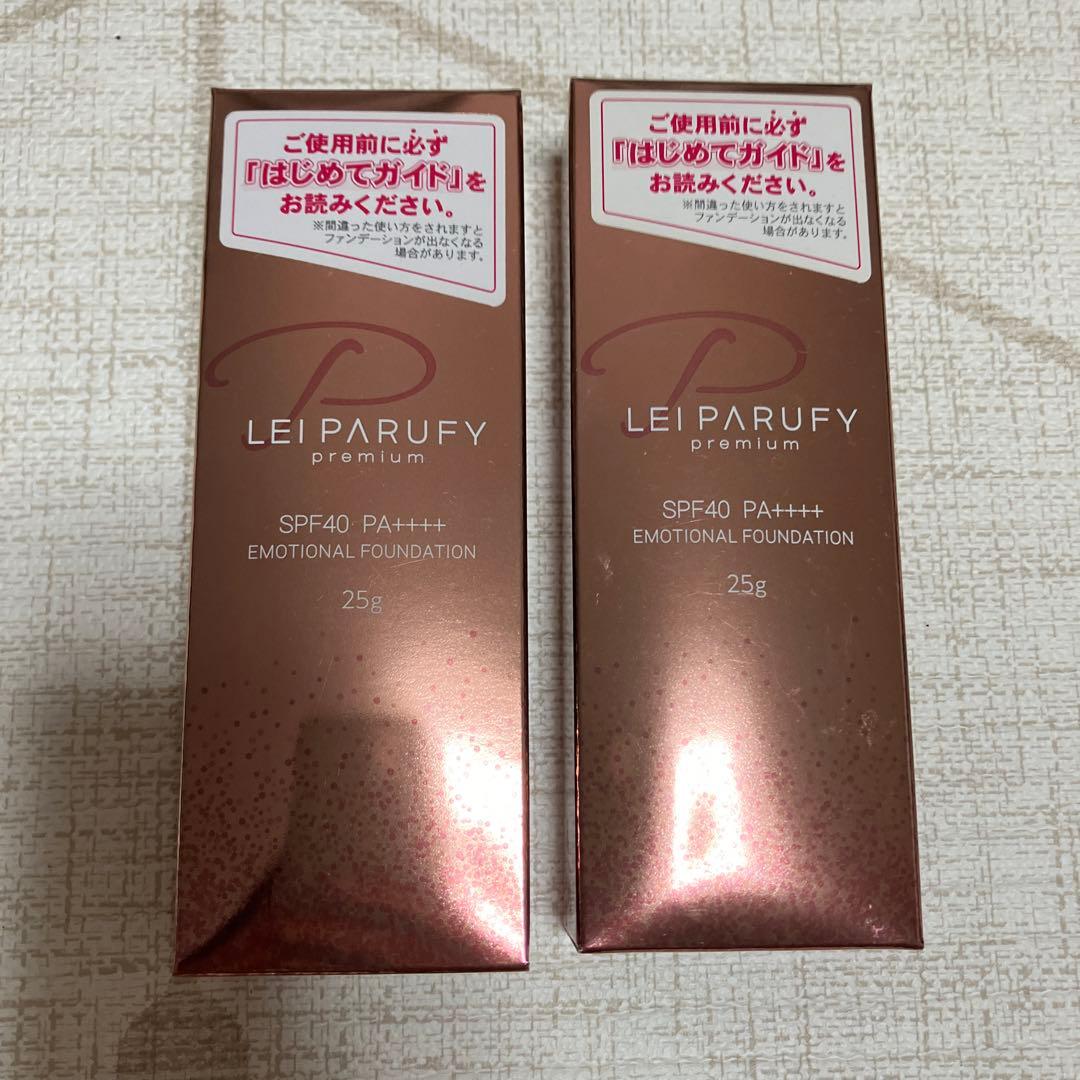 ご使用前に必ず
『はじめてガイド』を
お読みください。
※間違った使い方をされますと
ファンデーションが出なくなる
場合があります。
P
LEI PARUFY
premium
SPF40 PA++++
EMOTIONAL FOUNDATION
25g
ご使用前に必ず
『はじめてガイド』を
お読みください。
※間違った使い方をされますと
ファンデーションが出なくなる
場合があります。
P
LEI PARUFY
premium
SPF40 PA++++
EMOTIONAL FOUNDATION
25g